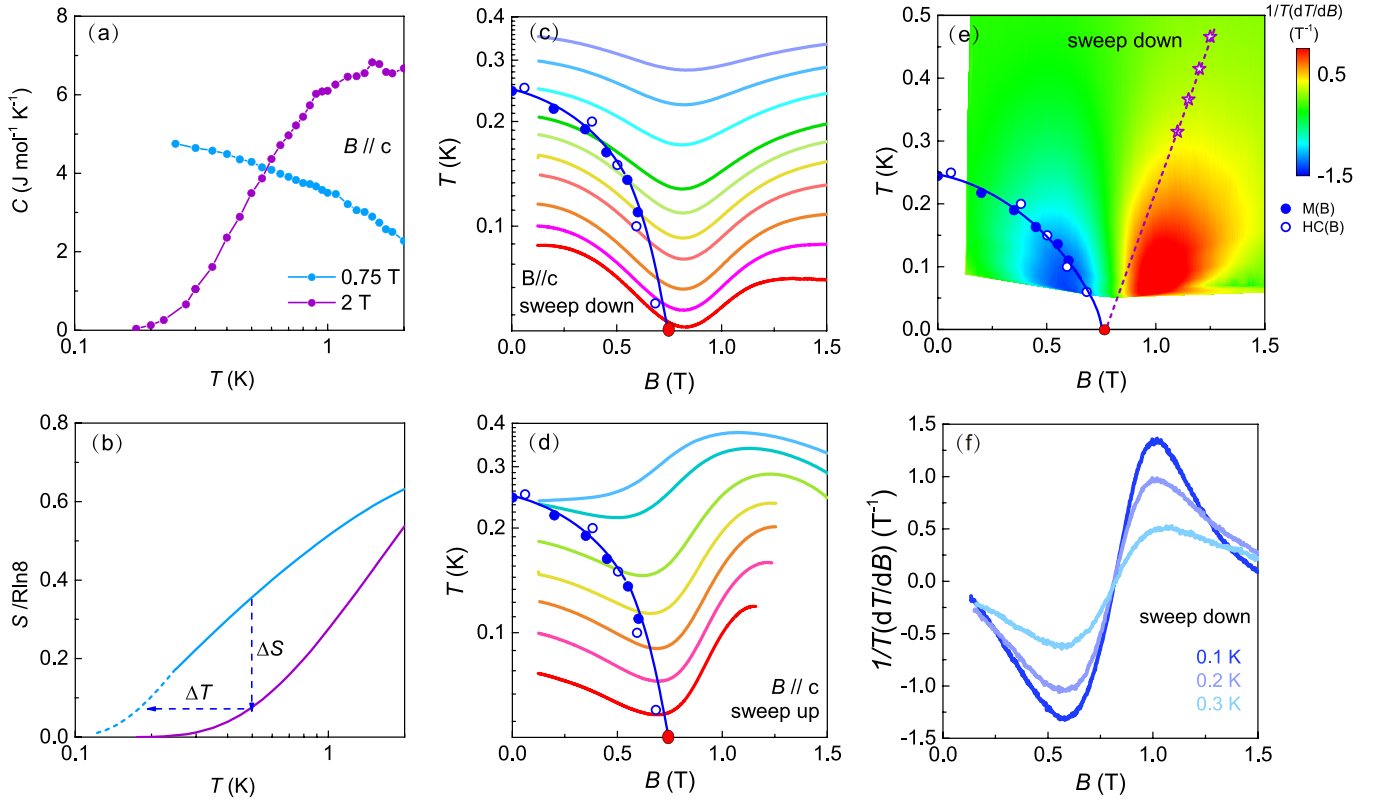 (a)
C (J mol⁻¹ K⁻¹)
8
6
4
2
0
B // c
0.75 T
2 T
0.1
1
T (K)
(c)
T (K)
0.4
0.3
0.2
0.1
B//c
sweep down
0.0
0.5
1.0
1.5
B (T)
(e)
sweep down
T (K)
0.5
0.4
0.3
0.2
0.1
0.0
0.0
0.5
1.0
1.5
B (T)
1/T(dT/dB)
(T⁻¹)
0.5
-1.5
M(B)
HC(B)
(b)
S/Rln8
0.8
0.6
0.4
0.2
0.0
ΔS
ΔT
0.1
1
T (K)
(d)
T (K)
0.4
0.3
0.2
0.1
B // c
sweep up
0.0
0.5
1.0
1.5
B (T)
(f)
1/T(dT/dB) (T⁻¹)
1.5
1.0
0.5
0.0
-0.5
-1.0
-1.5
sweep down
0.1 K
0.2 K
0.3 K
0.0
0.5
1.0
1.5
B (T)